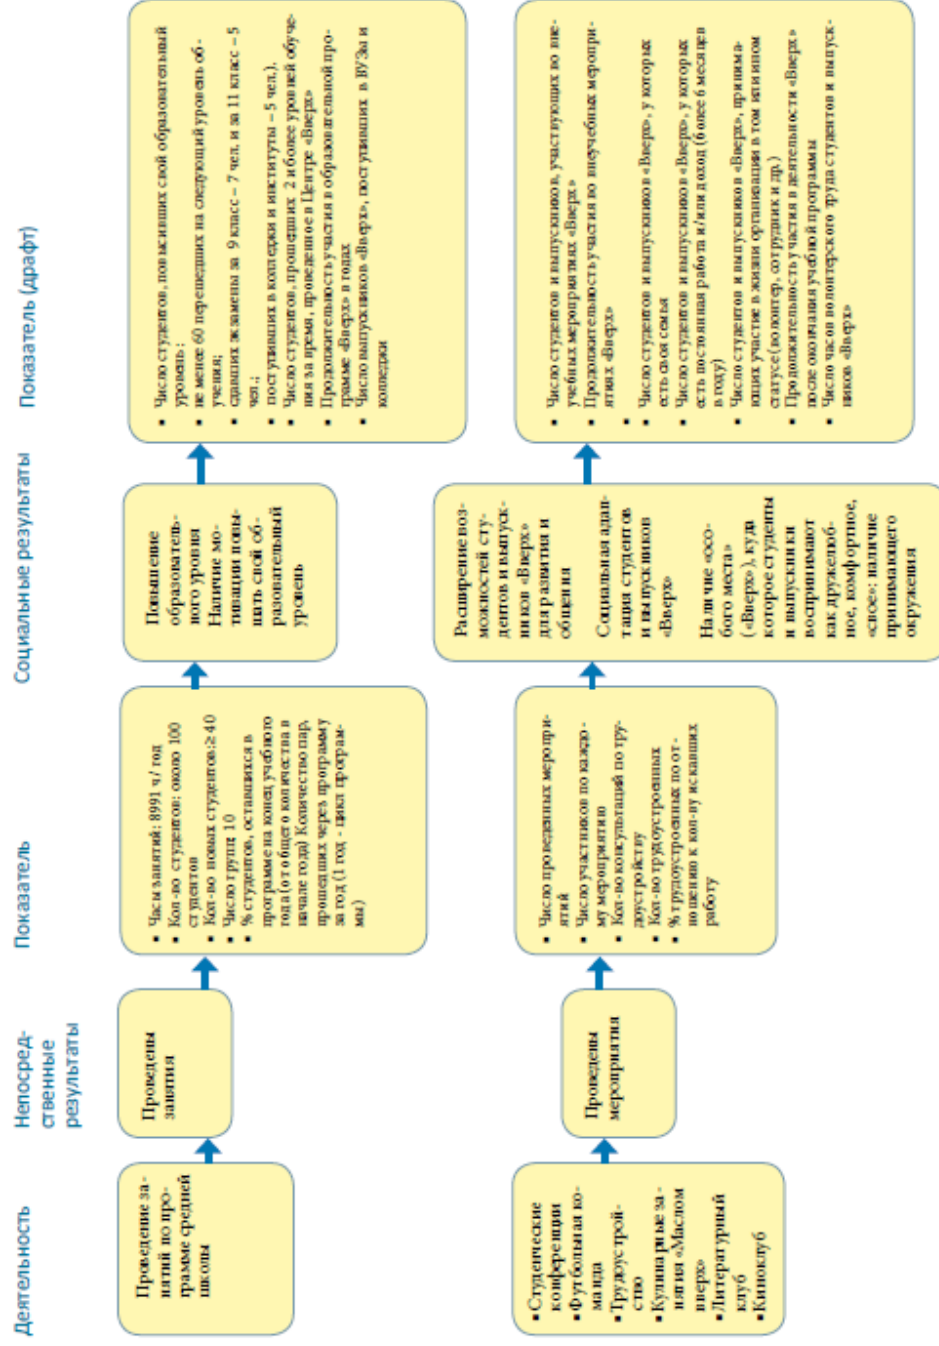 Деятельность
Непосред-
ственные
результаты
Показатель
Социальные результаты
Показатель (драфт)
Проведение за-
нятий по про-
грамме средней
школы
Проведены
занятия
▪ Часы занятий: 8991 ч / год
▪ Кол-во студентов: около 100
студентов
▪ Кол-во новых студентов:≥ 40
▪ Число групп: 10
▪ % студентов, оставшихся в
программе на конец учебного
года (от общего количества в
начале года) Количество пар,
прошедших через программу
за год (1 год - цикл програм-
мы)
Повышение
образователь-
ного уровня
Наличие мо-
тивации повы-
шать свой об-
разовательный
уровень
▪ Число студентов, повысивших свой образовательный
уровень:
▪ не менее 60 перешедших на следующий уровень об-
учения;
▪ сдавших экзамены за 9 класс – 7 чел. и за 11 класс – 5
чел.;
▪ поступивших в колледжи и институты – 5 чел.).
▪ Число студентов, прошедших 2 и более уровней обуче-
ния за время, проведенное в Центре «Вверх»
▪ Продолжительность участия в образовательной про-
грамме «Вверх» в годах
▪ Число выпускников «Вверх», поступивших в ВУЗы и
колледжи
▪ Студенческие
конференции
▪ Футбольная ко-
манда
▪ Трудоустрой-
ство
▪ Кулинарные за-
нятия «Маслом
вверх»
▪ Литературный
клуб
▪ Киноклуб
Проведены
мероприятия
▪ Число проведенных меропри-
ятий
▪ Число участников по каждо-
му мероприятию
▪ Кол-во консультаций по тру-
доустройству
▪ Кол-во трудоустроенных
▪ % трудоустроенных по от-
ношению к кол-ву искавших
работу
Расширение воз-
можностей сту-
дентов и выпуск-
ников «Вверх»
для развития и
общения
Социальная адап-
тация студентов
и выпускников
«Вверх»
Наличие «осо-
бого места»
(«Вверх»), куда
которое студенты
и выпускники
воспринимают
как дружелюб-
ное, комфортное,
«свое»; наличие
принимающего
окружения
▪ Число студентов и выпускников, участвующих во вне-
учебных мероприятиях «Вверх»
▪ Продолжительность участия во внеучебных меропри-
ятиях «Вверх»
▪
▪ Число студентов и выпускников «Вверх», у которых
есть своя семья
▪ Число студентов и выпускников «Вверх», у которых
есть постоянная работа и/или доход (более 6 месяцев
в году)
▪ Число студентов и выпускников «Вверх», принима-
ющих участие в жизни организации в том или ином
статусе (волонтер, сотрудник и др.)
▪ Продолжительность участия в деятельности «Вверх»
после окончания учебной программы
▪ Число часов волонтерского труда студентов и выпуск-
ников «Вверх»